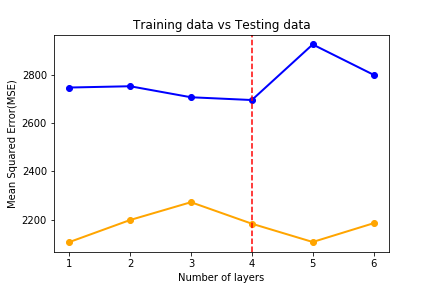 Training data vs Testing data
Mean Squared Error(MSE)
2800
2600
2400
2200
1 2 3 4 5 6
Number of layers